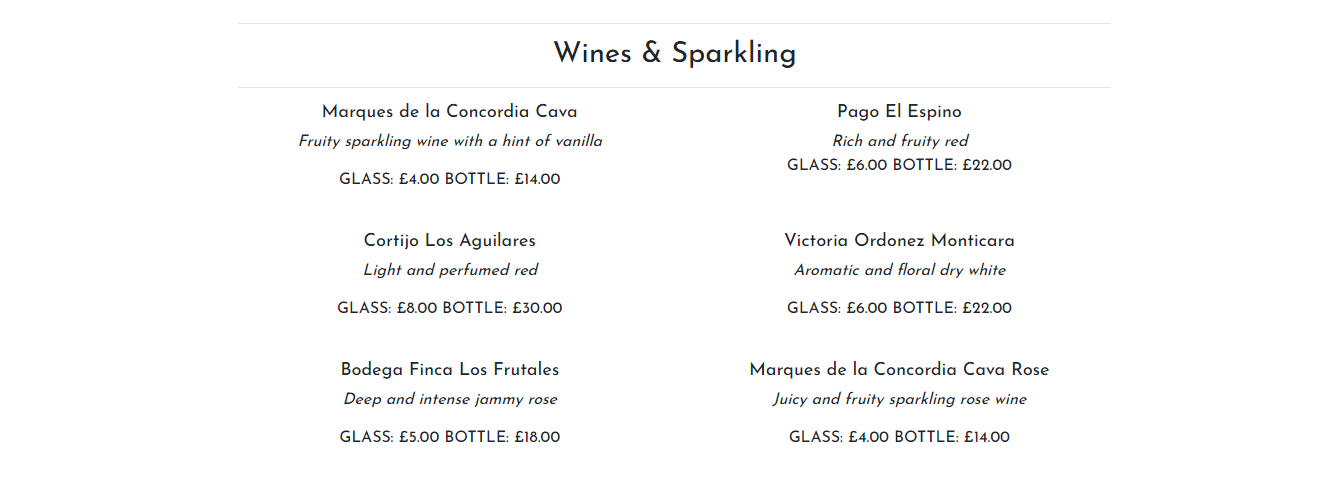 Wines & Sparkling
Marques de la Concordia Cava
Fruity sparkling wine with a hint of vanilla
GLASS: £4.00 BOTTLE: £14.00
Pago El Espino
Rich and fruity red
GLASS: £6.00 BOTTLE: £22.00
Cortijo Los Aguilares
Light and perfumed red
GLASS: £8.00 BOTTLE: £30.00
Victoria Ordonez Monticara
Aromatic and floral dry white
GLASS: £6.00 BOTTLE: £22.00
Bodega Finca Los Frutales
Deep and intense jammy rose
GLASS: £5.00 BOTTLE: £18.00
Marques de la Concordia Cava Rose
Juicy and fruity sparkling rose wine
GLASS: £4.00 BOTTLE: £14.00